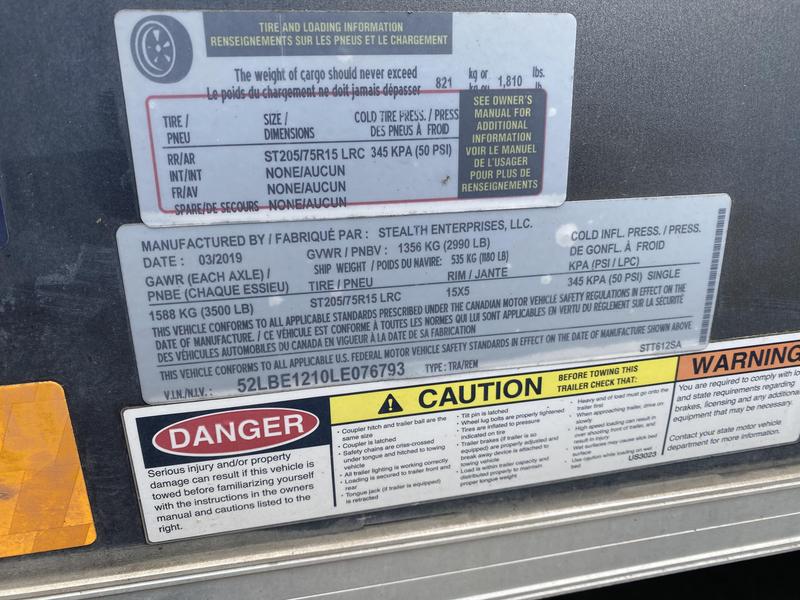 TIRE AND LOADING INFORMATION
RENSEIGNEMENTS SUR LES PNEUS ET LE CHARGEMENT
The weight of cargo should never exceed 821 kg or 1,810 lbs.
Le poids du chargement ne doit jamais dépasser kg ou lb
TIRE / SIZE / COLD TIRE PRESS. / PRESS
PNEU DIMENSIONS DES PNEUS À FROID
RR/AR ST205/75R15 LRC 345 KPA (50 PSI)
INT/INT NONE/AUCUN
FR/AV NONE/AUCUN
SPARE/DE SECOURS NONE/AUCUN
SEE OWNER'S
MANUAL FOR
ADDITIONAL
INFORMATION
VOIR LE MANUEL
DE L'USAGER
POUR PLUS DE
RENSEIGNEMENTS
MANUFACTURED BY / FABRIQUÉ PAR : STEALTH ENTERPRISES, LLC.
DATE : 03/2019
GVWR / PNBV : 1356 KG (2990 LB)
SHIP WEIGHT / POIDS DU NAVIRE: 535 KG (1180 LB)
COLD INFL. PRESS. / PRESS.
DE GONFL. À FROID
KPA (PSI / LPC)
GAWR (EACH AXLE) / TIRE / PNEU RIM / JANTE
PNBE (CHAQUE ESSIEU)
1588 KG (3500 LB) ST205/75R15 LRC 15X5 345 KPA (50 PSI) SINGLE
THIS VEHICLE CONFORMS TO ALL APPLICABLE STANDARDS PRESCRIBED UNDER THE CANADIAN MOTOR VEHICLE SAFETY REGULATIONS IN EFFECT ON THE
DATE OF MANUFACTURE. / CE VÉHICULE EST CONFORME À TOUTES LES NORMES QUI LUI SONT APPLICABLES EN VERTU DU RÈGLEMENT SUR LA SÉCURITÉ
DES VÉHICULES AUTOMOBILES DU CANADA EN VIGUEUR À LA DATE DE SA FABRICATION
THIS VEHICLE CONFORMS TO ALL APPLICABLE U.S. FEDERAL MOTOR VEHICLE SAFETY STANDARDS IN EFFECT ON THE DATE OF MANUFACTURE SHOWN ABOVE
V.I.N./N.I.V.: 52LBE1210LE076793 TYPE: TRA/REM STT612SA
DANGER
Serious injury and/or property
damage can result if this vehicle is
towed before familiarizing yourself
with the instructions in the owners
manual and cautions listed to the
right.
CAUTION
BEFORE TOWING THIS
TRAILER CHECK THAT:
• Coupler hitch and trailer ball are the
same size
• Coupler is latched
• Safety chains are criss-crossed
under tongue and hitched to towing
vehicle
• All trailer lighting is working correctly
• Loading is secured to trailer front and
rear
• Tongue jack (if trailer is equipped)
is retracted
• Tilt pin is latched
• Wheel lug bolts are properly tightened
• Tires are inflated to pressure
indicated on tire
• Trailer brakes (if trailer is so
equipped) are properly adjusted and
break away device is attached to
towing vehicle
• Load is within trailer capacity and
distributed properly to maintain
proper tongue weight
• Heavy end of load must go onto the
trailer first
• When approaching trailer, drive on
slowly
• High speed loading can result in
over shooting front of trailer, and
result in injury
• Wet surfaces may cause slick bed
surface
• Use caution while loading on wet
bed
US3023
WARNING
You are required to comply
and state requirements regarding
brakes, licensing and any additional
equipment that may be necessary.
Contact your state motor vehicle
department for more information.